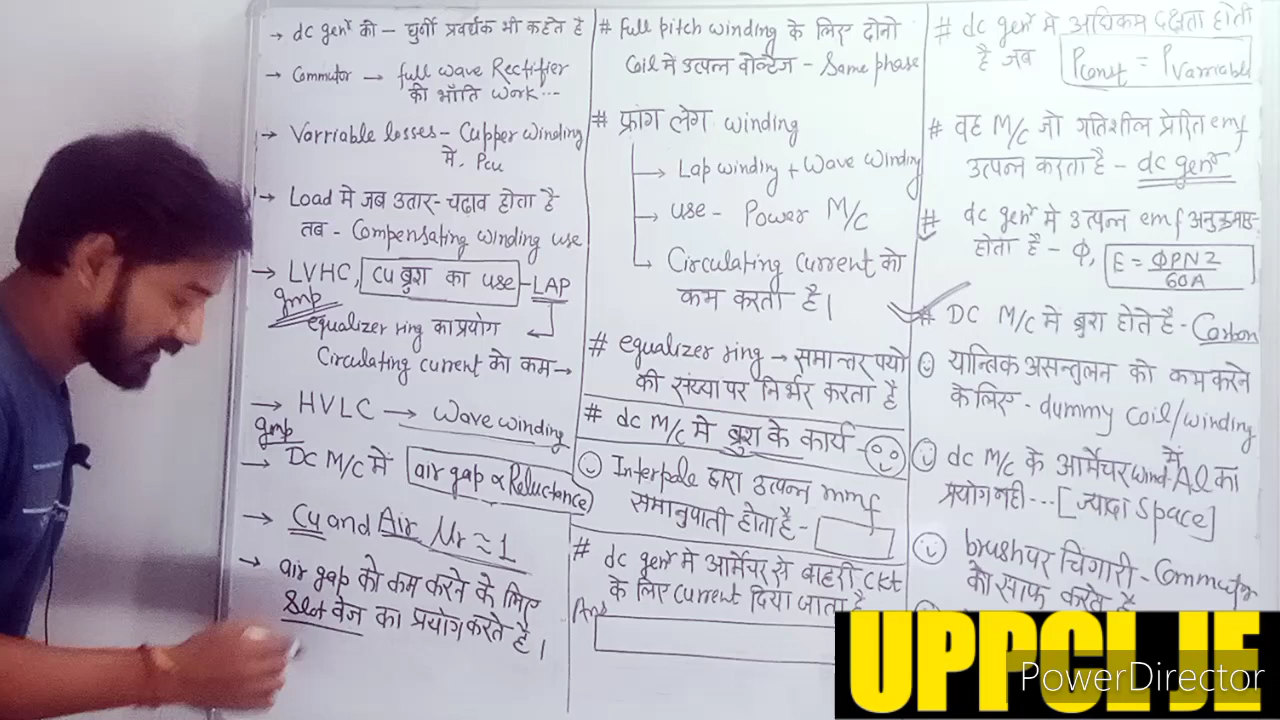 → dc genr को - घुर्णी प्रवर्धक भी कहते है
→ Commutor → full wave Rectifier
की भाँति work...
→ Varriable losses - Cupper winding
में. Pcu
→ Load मे जब उतार-चढ़ाव होता है
तब - Compensating winding use
→ LVHC, cu ब्रुश का use - LAP
gmp
equalizer ring का प्रयोग
Circulating current को कम →
→ HVLC → Wave winding
gmp
→ DC M/C में air gap ∝ Reluctance
→ Cu and Air μr ≈ 1
→ air gap को कम करने के लिए
Slot वेज का प्रयोग करते है।
# full pitch winding के लिए दोनो
Coil मे उत्पन्न वोल्टेज - Same phase
# फ्रांग लेग winding
→ Lap winding + Wave Winding
→ use - Power M/C
Circulating current को
कम करता है।
# equalizer ring → समान्तर पथो
की संख्या पर निर्भर करता है
# dc M/C मे ब्रुश के कार्य -
Interpole द्वारा उत्पन्न mmf
समानुपाती होता है -
# dc genr मे आर्मेचर से बाहरी ckt
के लिए current दिया जाता है
Ans
# dc genr मे अधिकम दक्षता होती
है जब Pconst = Pvariable
# वह M/C जो गतिशील प्रेरित emf
उत्पन्न करता है - dc genr
# dc genr मे उत्पन्न emf अनुक्रमानु-
होता है - φ, E = φPNZ / 60A
# DC M/C में ब्रुश होते है - Carbon
यान्त्रिक असन्तुलन को कम करने
के लिए - dummy coil/winding
dc M/C के आर्मेचर wind. में Al का
प्रयोग नही ... [ज्यादा Space]
brush पर चिंगारी - Commutor
को साफ करते है
UPPCL JE
PowerDirector